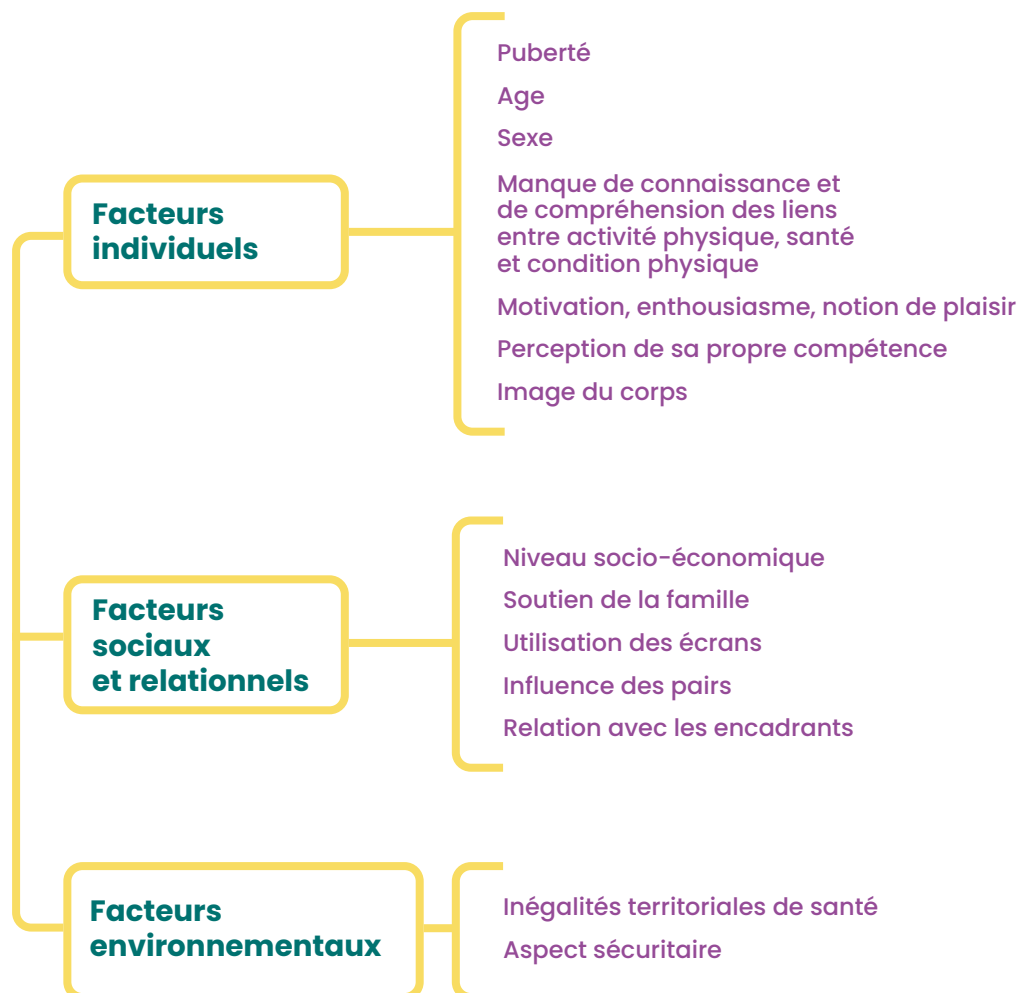 Facteurs
individuels
Puberté
Age
Sexe
Manque de connaissance et
de compréhension des liens
entre activité physique, santé
et condition physique
Motivation, enthousiasme, notion de plaisir
Perception de sa propre compétence
Image du corps
Facteurs
sociaux
et relationnels
Niveau socio-économique
Soutien de la famille
Utilisation des écrans
Influence des pairs
Relation avec les encadrants
Facteurs
environnementaux
Inégalités territoriales de santé
Aspect sécuritaire